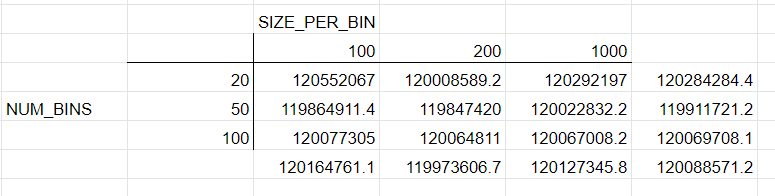 SIZE_PER_BIN
100 200 1000
20 120552067 120008589.2 120292197 120284284.4
NUM_BINS 50 119864911.4 119847420 120022832.2 119911721.2
100 120077305 120064811 120067008.2 120069708.1
120164761.1 119973606.7 120127345.8 120088571.2